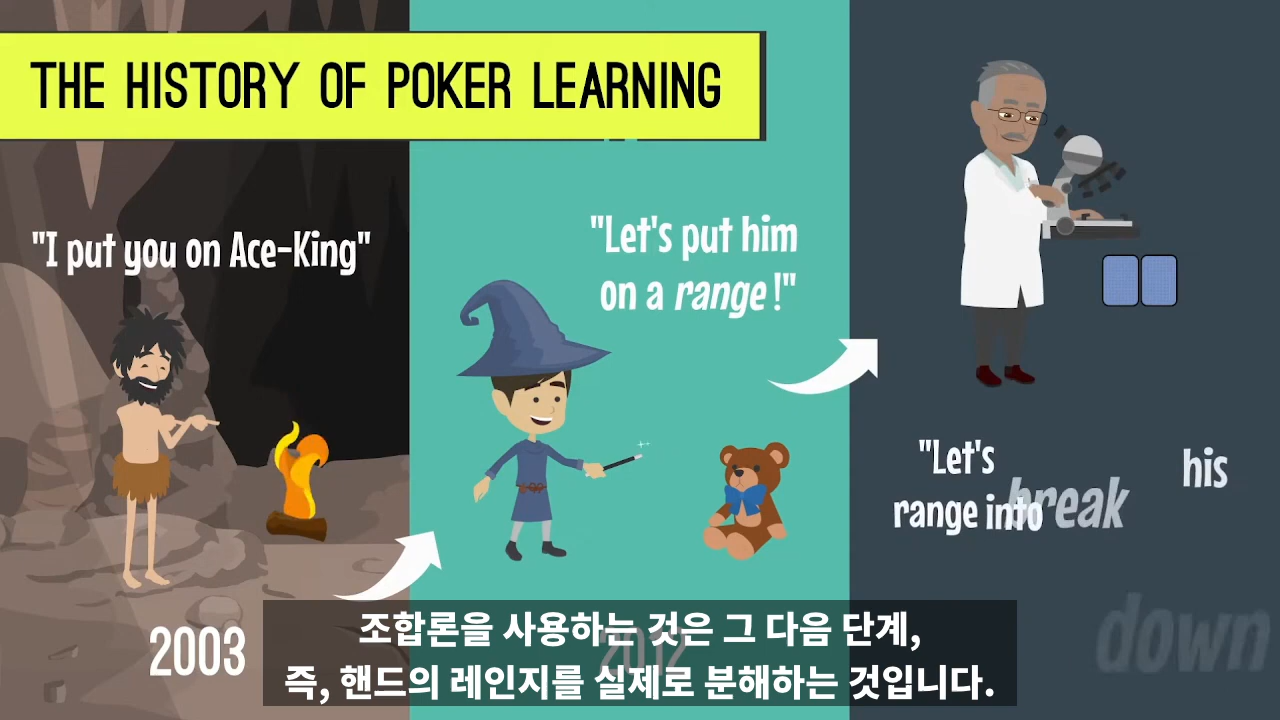 THE HISTORY OF POKER LEARNING
"I put you on Ace-King"
2003
"Let's put him
on a range!"
2012
"Let's break his
range into
down
조합론을 사용하는 것은 그 다음 단계,
즉, 핸드의 레인지를 실제로 분해하는 것입니다.